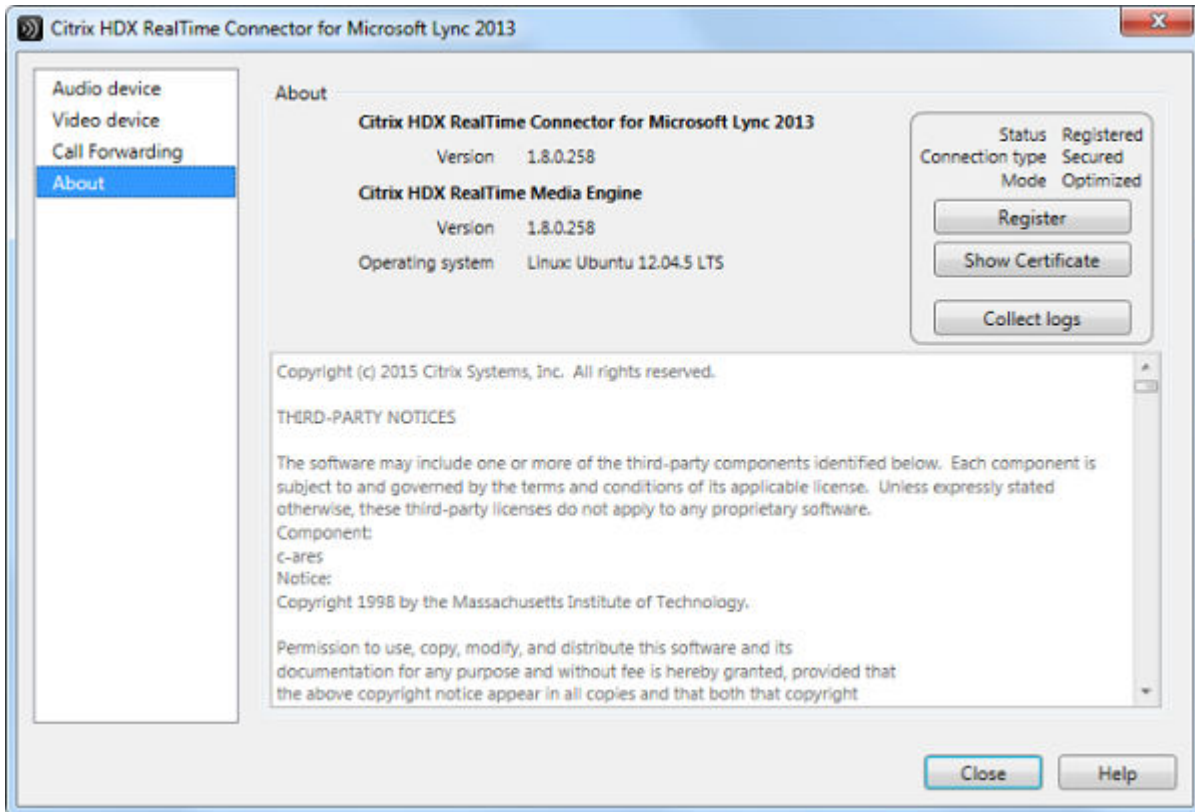 Citrix HDX RealTime Connector for Microsoft Lync 2013
Audio device
Video device
Call Forwarding
About
About
Citrix HDX RealTime Connector for Microsoft Lync 2013
Version 1.8.0.258
Citrix HDX RealTime Media Engine
Version 1.8.0.258
Operating system Linux: Ubuntu 12.04.5 LTS
Status Registered
Connection type Secured
Mode Optimized
Register
Show Certificate
Collect logs
Copyright (c) 2015 Citrix Systems, Inc. All rights reserved.
THIRD-PARTY NOTICES
The software may include one or more of the third-party components identified below. Each component is
subject to and governed by the terms and conditions of its applicable license. Unless expressly stated
otherwise, these third-party licenses do not apply to any proprietary software.
Component:
c-ares
Notice:
Copyright 1998 by the Massachusetts Institute of Technology.
Permission to use, copy, modify, and distribute this software and its
documentation for any purpose and without fee is hereby granted, provided that
the above copyright notice appear in all copies and that both that copyright
Close
Help